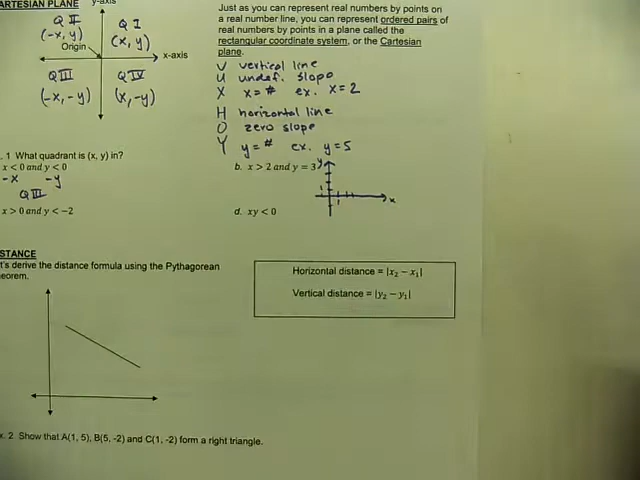 ARTESIAN PLANE
y-axis
Q II
(-x, y)
Q I
(x, y)
Origin
x-axis
Q III
(-x, -y)
Q IV
(x, -y)
Just as you can represent real numbers by points on
a real number line, you can represent ordered pairs of
real numbers by points in a plane called the
rectangular coordinate system, or the Cartesian
plane.
V vertical line
U undef. slope
X x = # ex. x = 2
H horizontal line
O zero slope
Y y = # ex. y = 5
. 1 What quadrant is (x, y) in?
x < 0 and y < 0
-x -y
Q III
b. x > 2 and y = 3
y
x
x > 0 and y < -2
d. xy < 0
STANCE
t's derive the distance formula using the Pythagorean
eorem.
Horizontal distance = |x₂ − x₁|
Vertical distance = |y₂ − y₁|
x. 2 Show that A(1, 5), B(5, -2) and C(1, -2) form a right triangle.